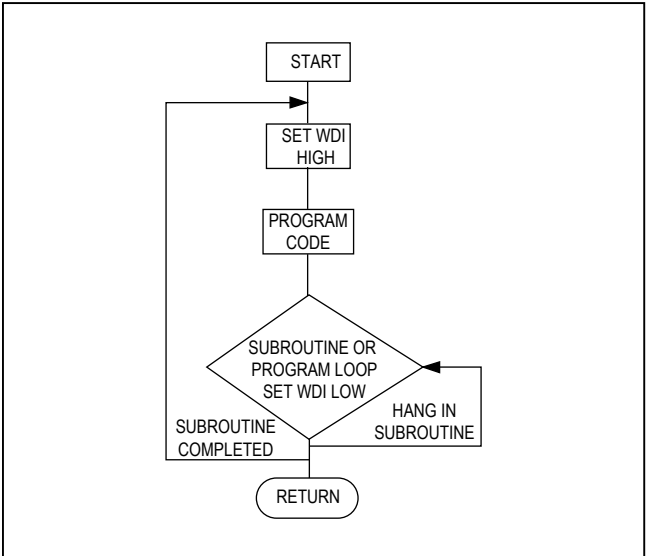 START
SET WDI
HIGH
PROGRAM
CODE
SUBROUTINE OR
PROGRAM LOOP
SET WDI LOW
SUBROUTINE
COMPLETED
HANG IN
SUBROUTINE
RETURN